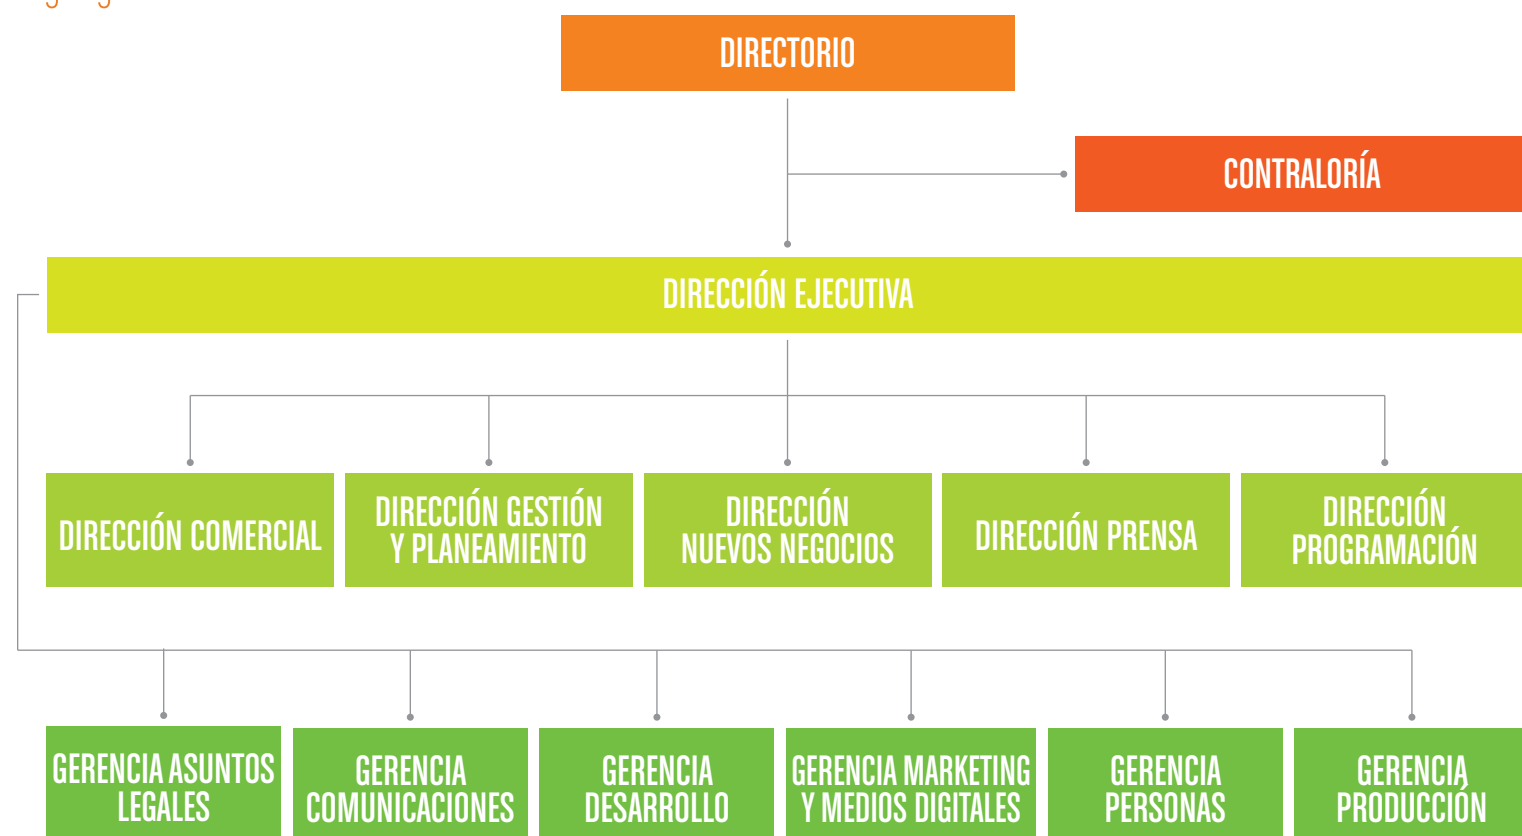 DIRECTORIO
CONTRALORÍA
DIRECCIÓN EJECUTIVA
DIRECCIÓN COMERCIAL
DIRECCIÓN GESTIÓN
Y PLANEAMIENTO
DIRECCIÓN
NUEVOS NEGOCIOS
DIRECCIÓN PRENSA
DIRECCIÓN
PROGRAMACIÓN
GERENCIA ASUNTOS
LEGALES
GERENCIA
COMUNICACIONES
GERENCIA
DESARROLLO
GERENCIA MARKETING
Y MEDIOS DIGITALES
GERENCIA
PERSONAS
GERENCIA
PRODUCCIÓN